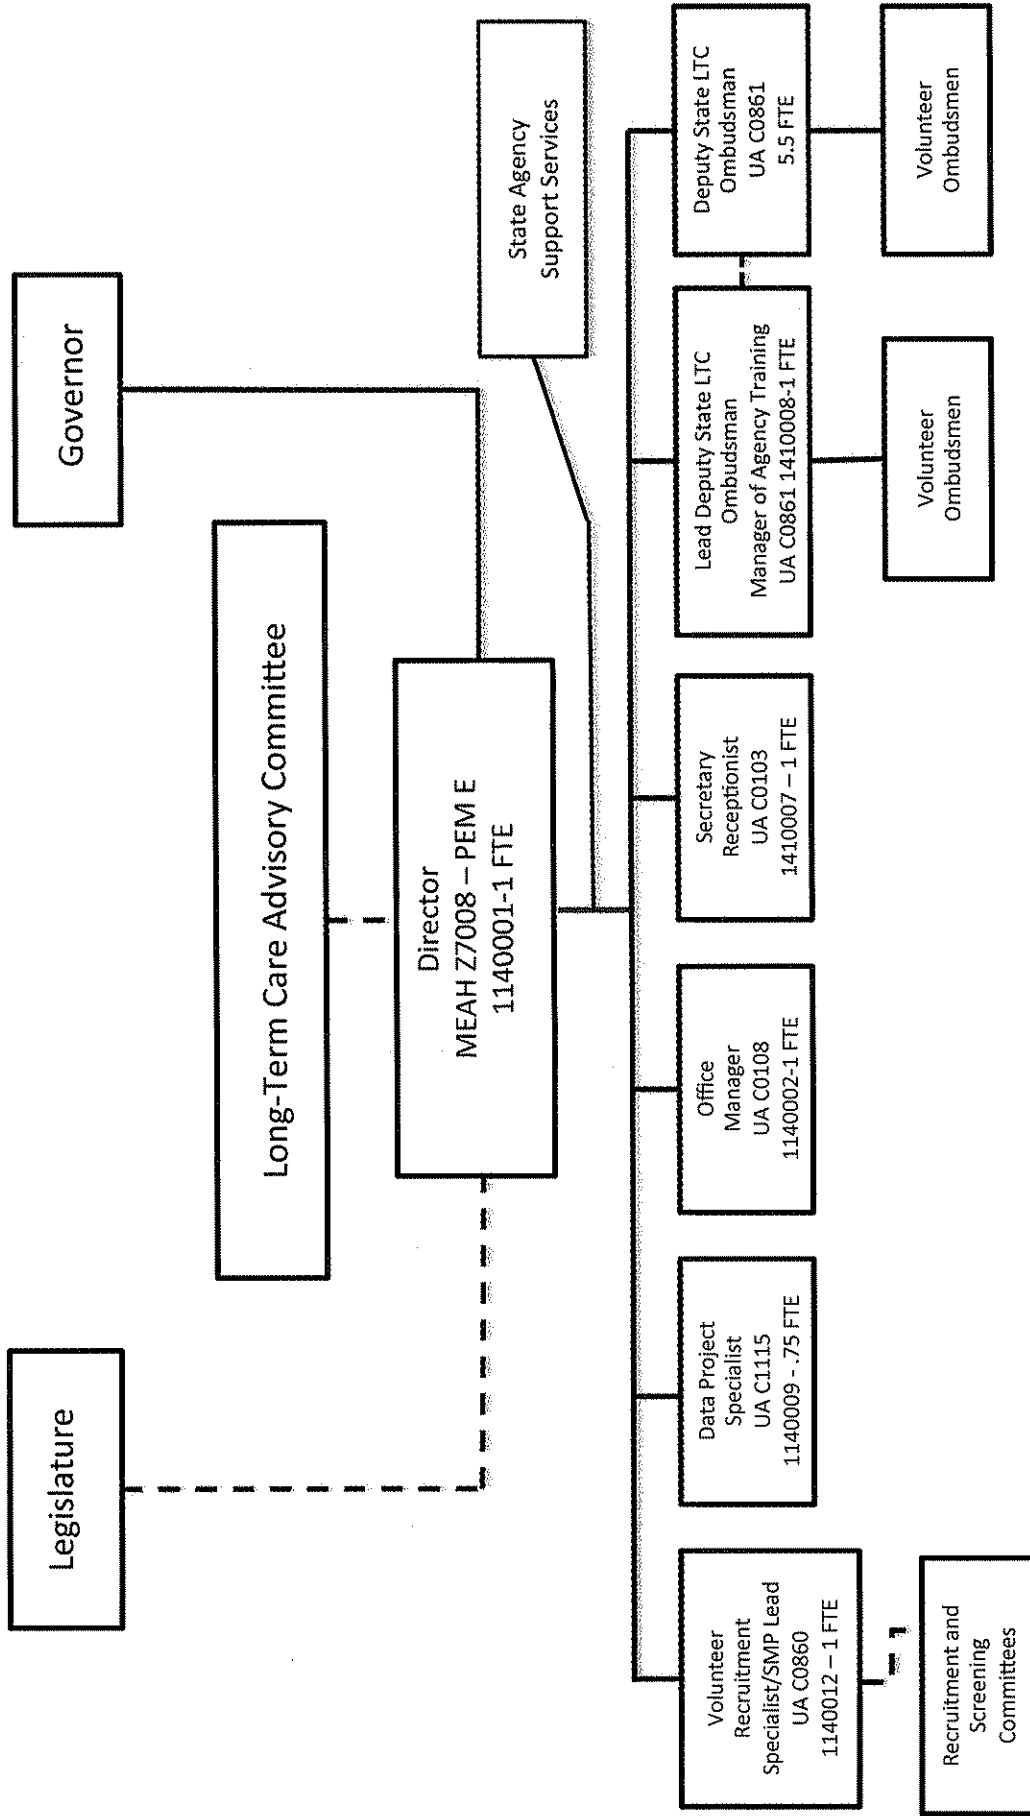 Legislature
Governor
Long-Term Care Advisory Committee
Director
MEAH Z7008 – PEM E
1140001-1 FTE
State Agency
Support Services
Volunteer
Recruitment
Specialist/SMP Lead
UA C0860
1140012 – 1 FTE
Data Project
Specialist
UA C1115
1140009 - .75 FTE
Office
Manager
UA C0108
1140002-1 FTE
Secretary
Receptionist
UA C0103
1410007 – 1 FTE
Lead Deputy State LTC
Ombudsman
Manager of Agency Training
UA C0861 1410008-1 FTE
Deputy State LTC
Ombudsman
UA C0861
5.5 FTE
Recruitment and
Screening
Committees
Volunteer
Ombudsmen
Volunteer
Ombudsmen